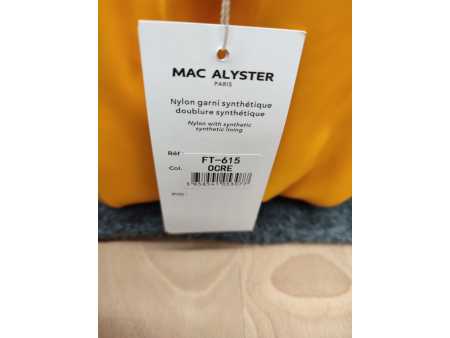 MAC ALYSTER
PARIS
Nylon garni synthétique
doublure synthétique
Nylon with synthetic
synthetic lining
Réf
FT-615
Col.
OCRE